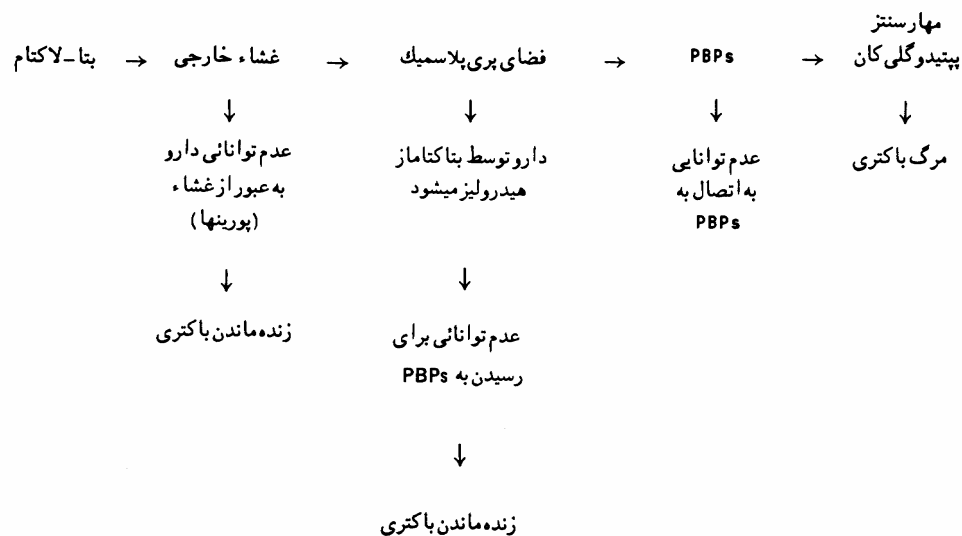 بتا-لاکتام → غشاء خارجی → فضای پری پلاسمیك → PBPs → مهار سنتز
پپتیدوگلی کان
↓ ↓ ↓ ↓
عدم توانائی دارو
به عبور از غشاء
(پورینها)
دارو توسط بتاکتاماز
هیدرولیز میشود
عدم توانایی
به اتصال به
PBPs
مرگ باکتری
↓ ↓
زنده ماندن باکتری
عدم توانائی برای
رسیدن به PBPs
↓
زنده ماندن باکتری